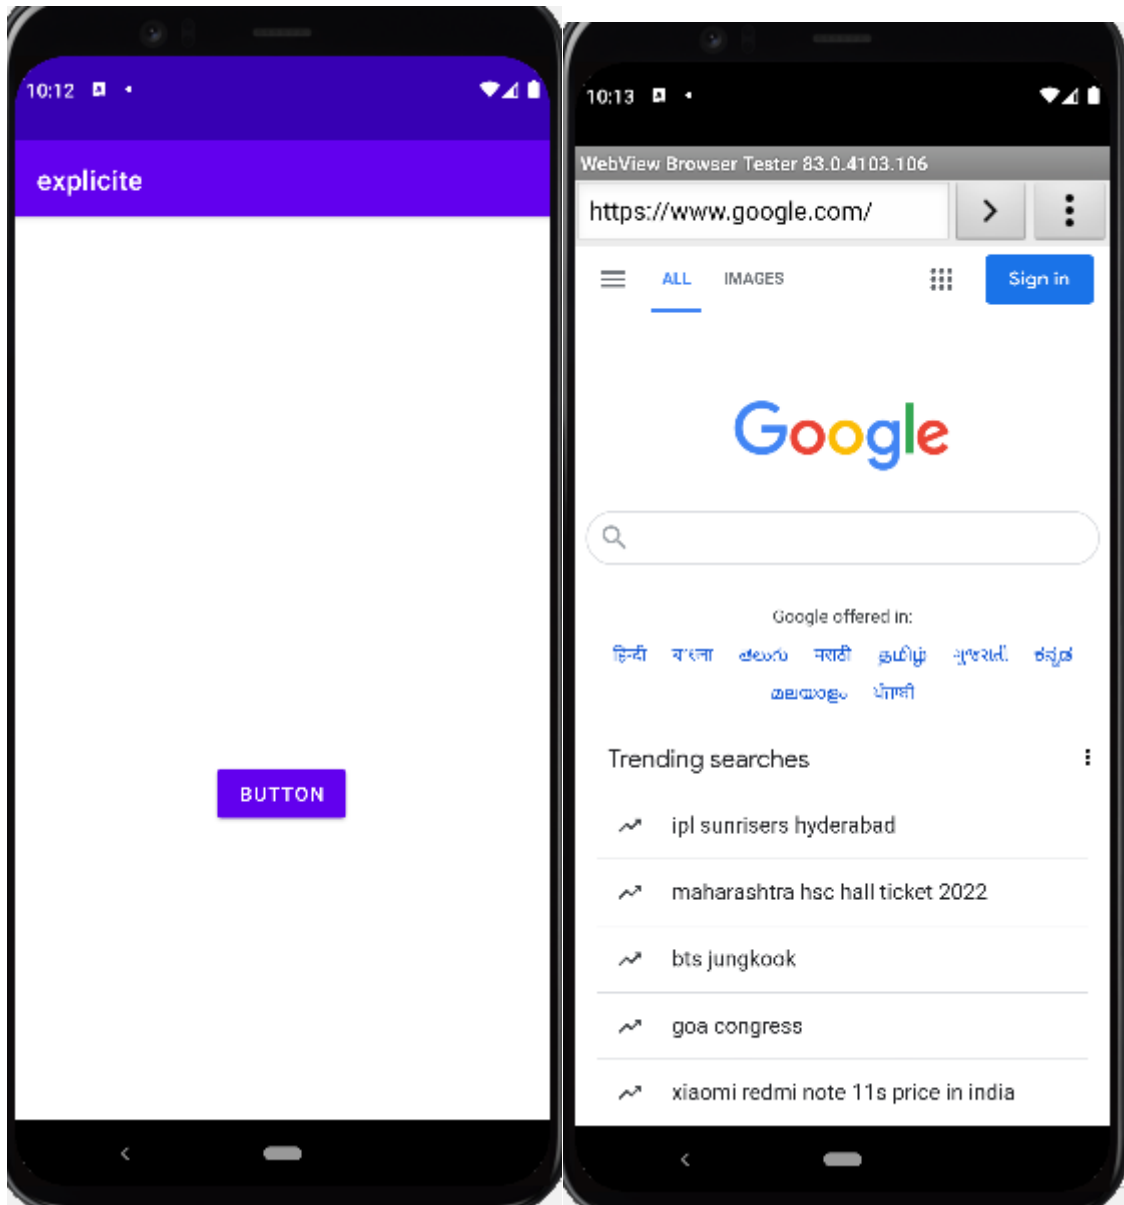 10:12
explicite
BUTTON
10:13
WebView Browser Tester 83.0.4103.106
https://www.google.com/
ALL IMAGES Sign in
Google
Google offered in:
हिन्दी বাংলা తెలుగు मराठी தமிழ் ગુજરાતી ಕನ್ನಡ
മലയാളം ਪੰਜਾਬੀ
Trending searches
ipl sunrisers hyderabad
maharashtra hsc hall ticket 2022
bts jungkook
goa congress
xiaomi redmi note 11s price in india